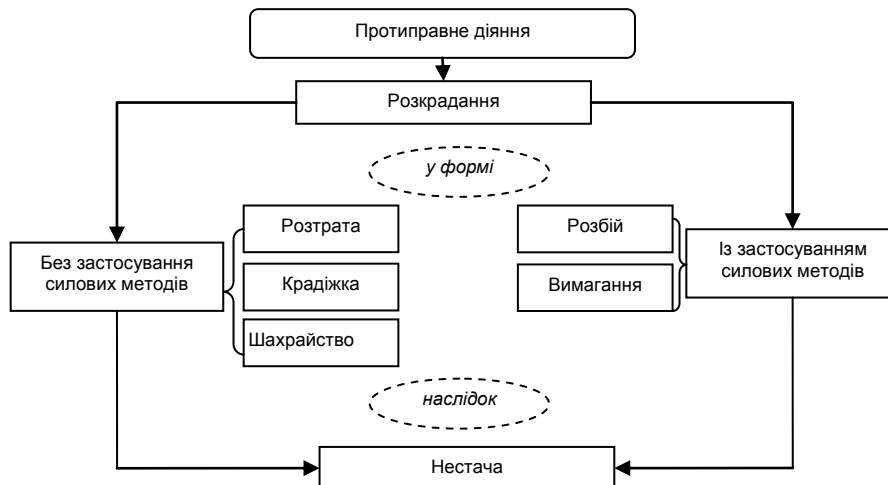 Протиправне діяння
Розкрадання
у формі
Розтрата
Розбій
Без застосування
силових методів
Із застосуванням
силових методів
Крадіжка
Вимагання
Шахрайство
наслідок
Нестача